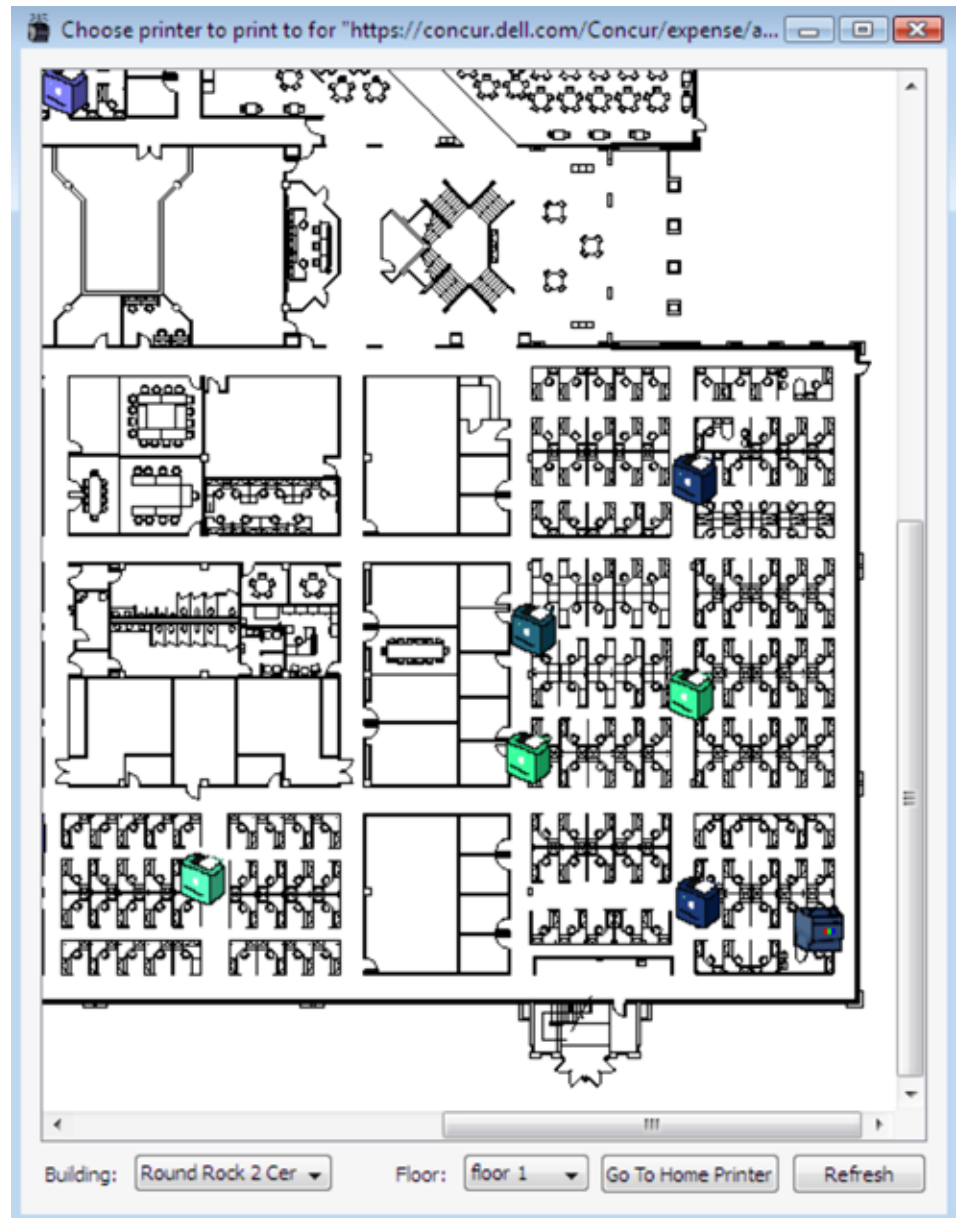 Choose printer to print to for "https://concur.dell.com/Concur/expense/a...
Building: Round Rock 2 Cer Floor: floor 1 Go To Home Printer Refresh